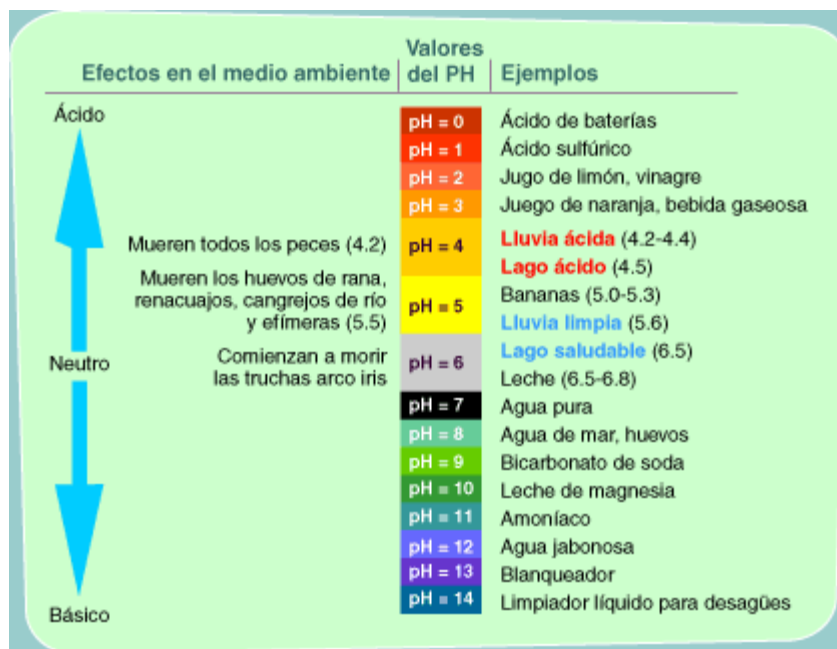 Efectos en el medio ambiente
Valores
del PH
Ejemplos
Ácido
pH = 0
Ácido de baterías
pH = 1
Ácido sulfúrico
pH = 2
Jugo de limón, vinagre
pH = 3
Juego de naranja, bebida gaseosa
Mueren todos los peces (4.2)
pH = 4
Lluvia ácida (4.2-4.4)
Lago ácido (4.5)
Mueren los huevos de rana,
renacuajos, cangrejos de río
y efímeras (5.5)
pH = 5
Bananas (5.0-5.3)
Lluvia limpia (5.6)
Neutro
Comienzan a morir
las truchas arco iris
pH = 6
Lago saludable (6.5)
Leche (6.5-6.8)
pH = 7
Agua pura
pH = 8
Agua de mar, huevos
pH = 9
Bicarbonato de soda
pH = 10
Leche de magnesia
pH = 11
Amoníaco
pH = 12
Agua jabonosa
pH = 13
Blanqueador
pH = 14
Limpiador líquido para desagües
Básico